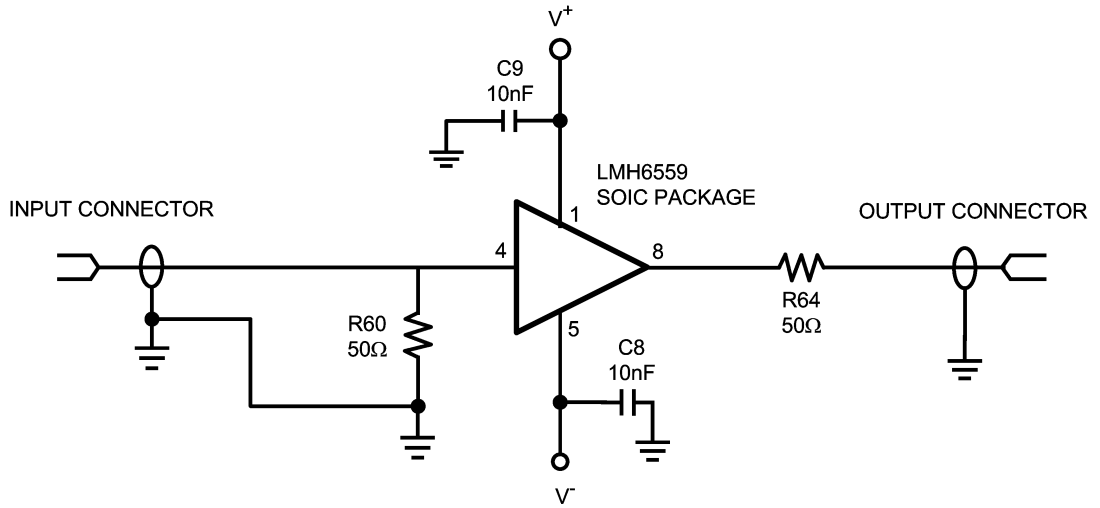 V+
C9
10nF
LMH6559
SOIC PACKAGE
INPUT CONNECTOR
OUTPUT CONNECTOR
1
4
8
R60
50Ω
R64
50Ω
5
C8
10nF
V-